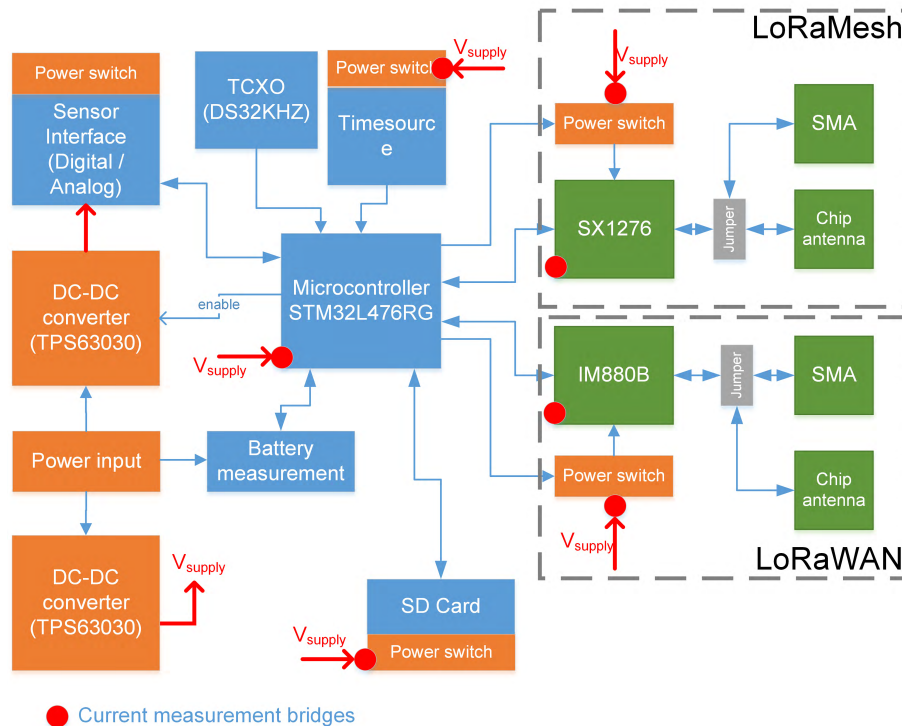 LoRaMesh
Power switch
Sensor
Interface
(Digital /
Analog)
TCXO
(DS32KHZ)
Power switch
Timesourc
e
Vsupply
Vsupply
Power switch
SX1276
Jumper
SMA
Chip
antenna
DC-DC
converter
(TPS63030)
enable
Microcontroller
STM32L476RG
Vsupply
IM880B
Jumper
SMA
Chip
antenna
Power switch
Vsupply
LoRaWAN
Power input
Battery
measurement
DC-DC
converter
(TPS63030)
Vsupply
SD Card
Power switch
Vsupply
Current measurement bridges